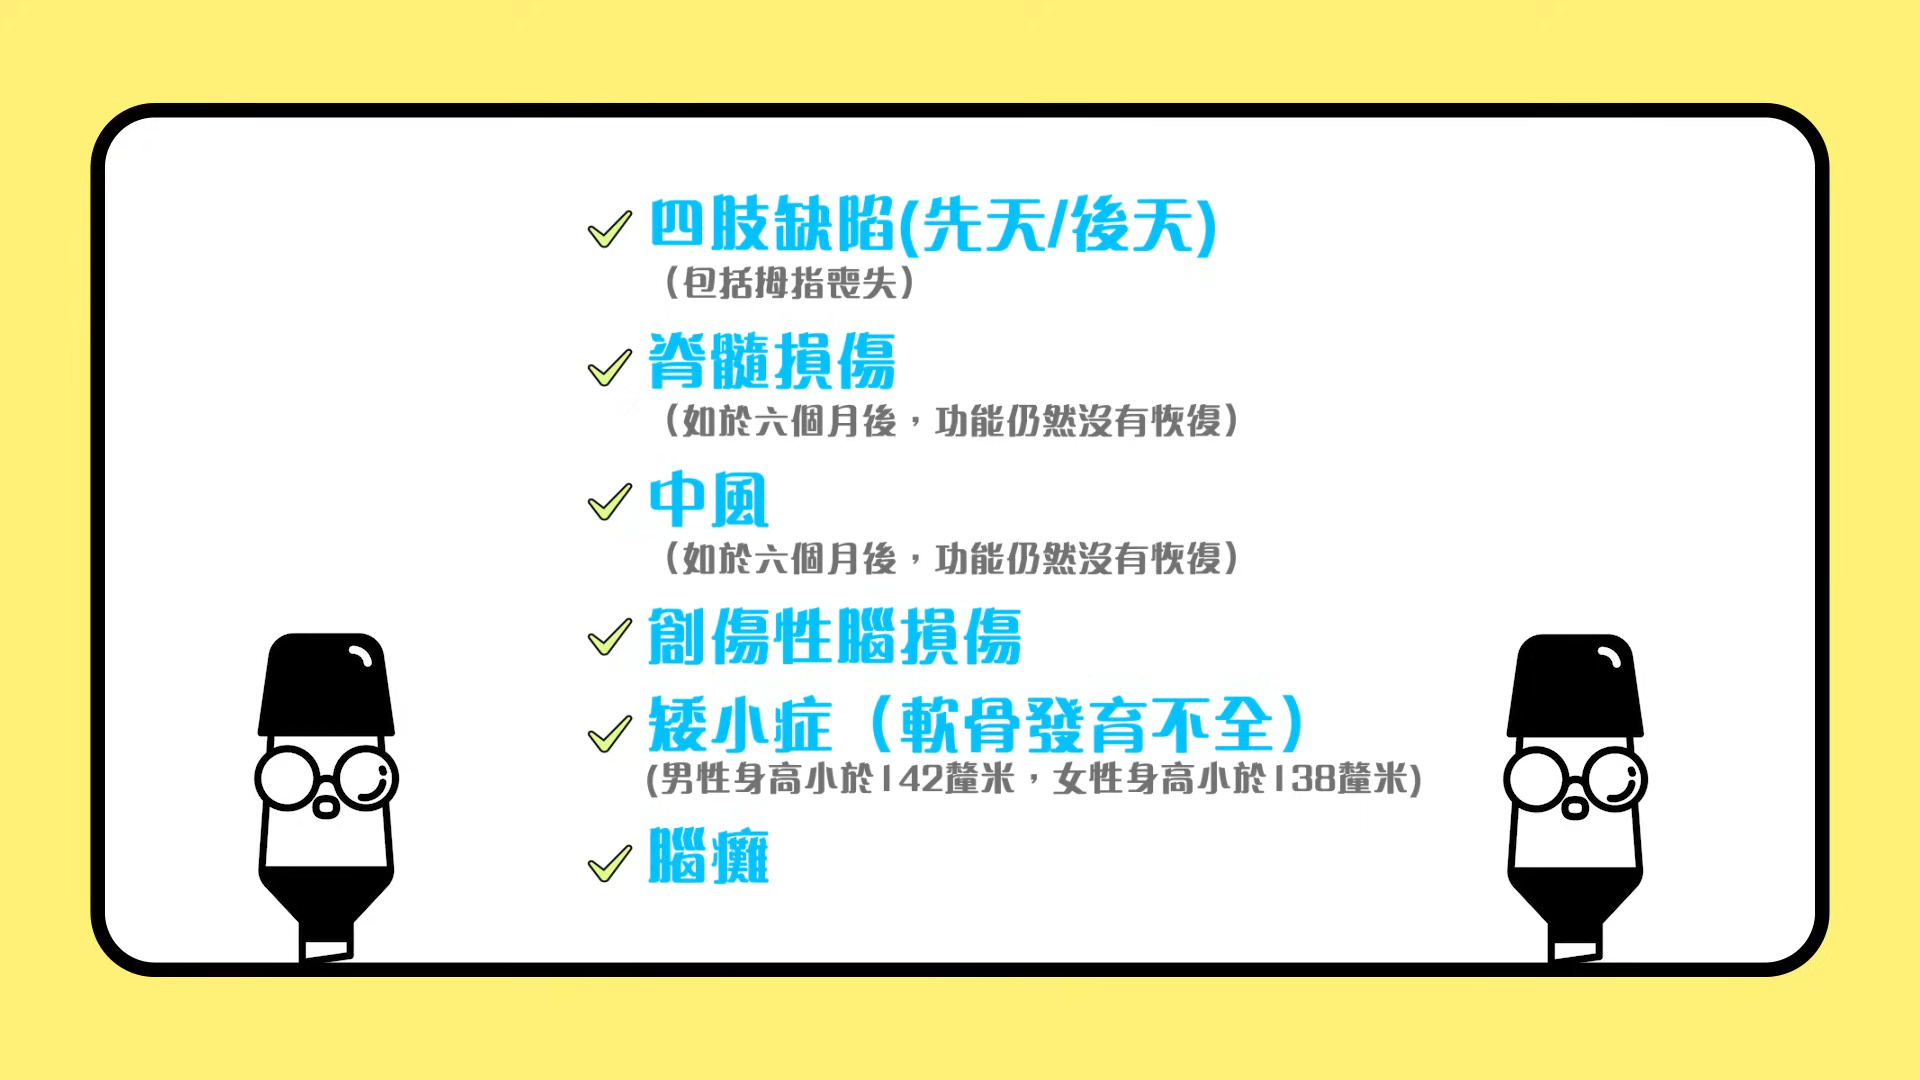 四肢缺陷(先天/後天)
（包括拇指喪失）
脊髓損傷
（如於六個月後，功能仍然沒有恢復）
中風
（如於六個月後，功能仍然沒有恢復）
創傷性腦損傷
矮小症（軟骨發育不全）
(男性身高小於142釐米，女性身高小於138釐米)
腦癱